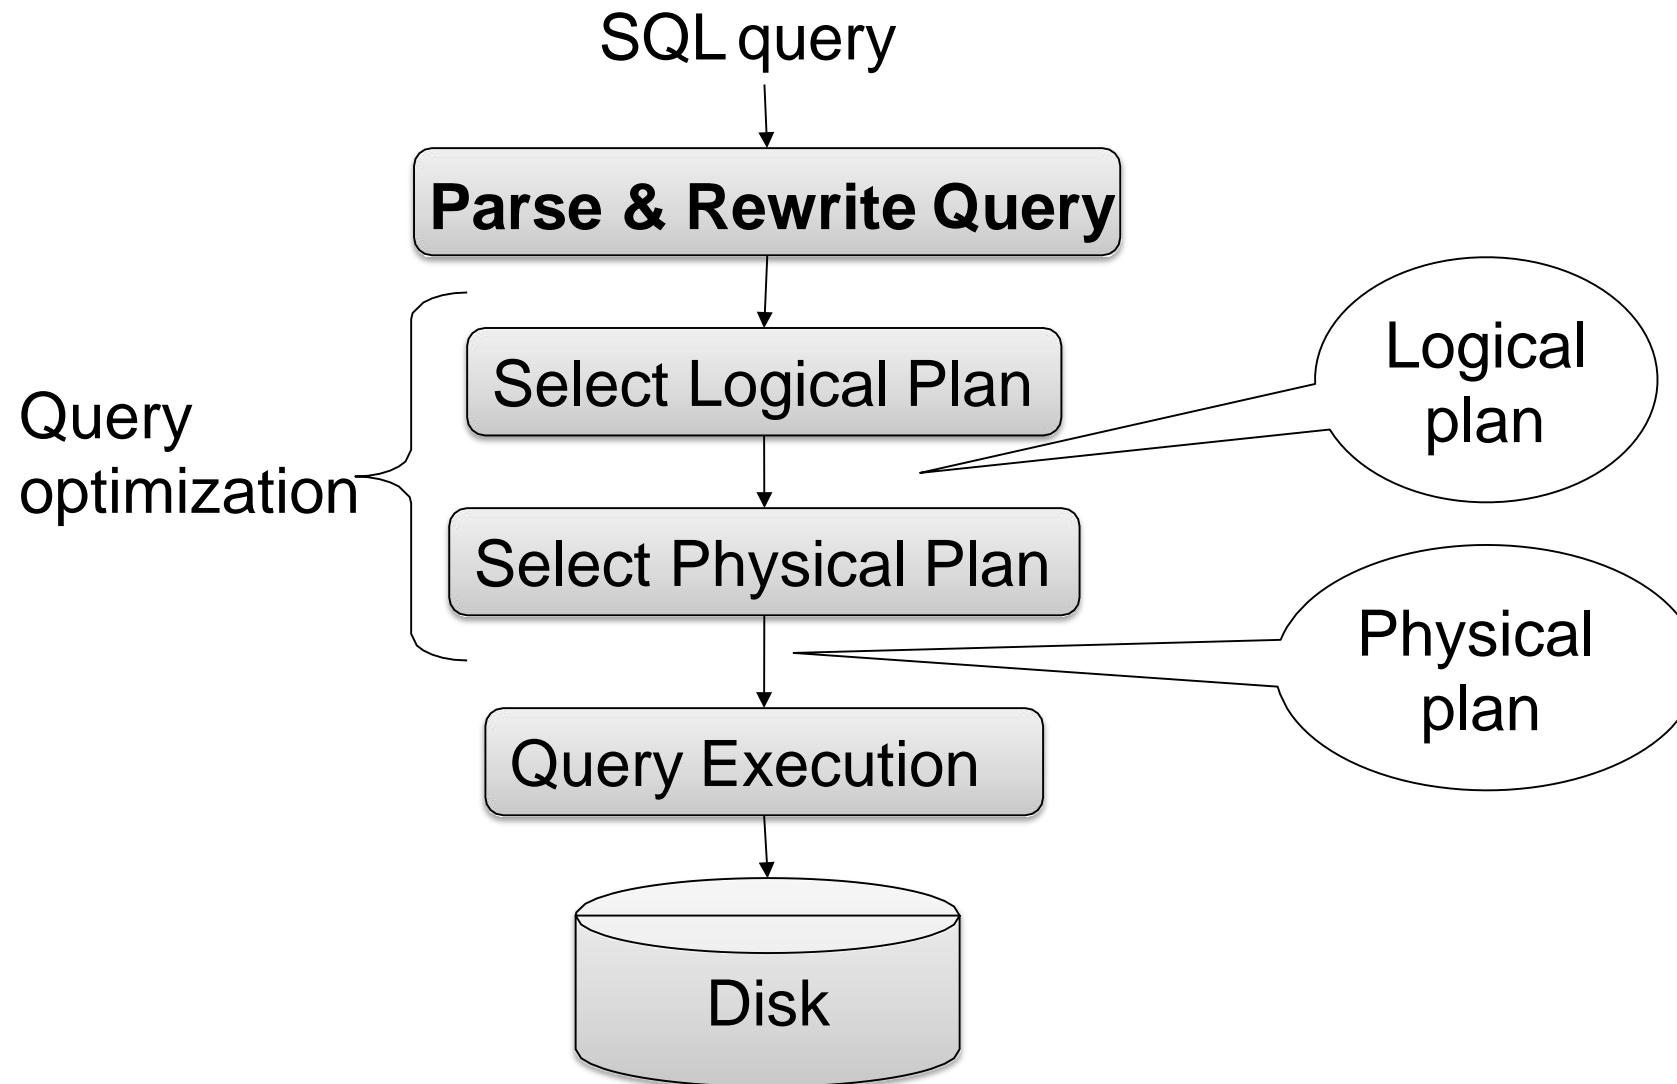 SQL query
Parse & Rewrite Query
Select Logical Plan
Logical
plan
Query
optimization
Select Physical Plan
Physical
plan
Query Execution
Disk